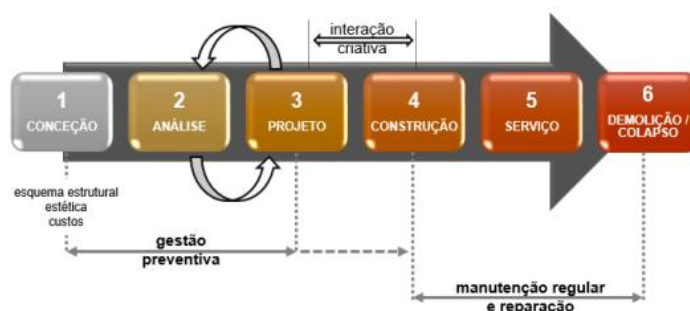 interação
criativa
1
CONCEÇÃO
2
ANÁLISE
3
PROJETO
4
CONSTRUÇÃO
5
SERVIÇO
6
DEMOLIÇÃO /
COLAPSO
esquema estrutural
estética
custos
gestão
preventiva
manutenção regular
e reparação